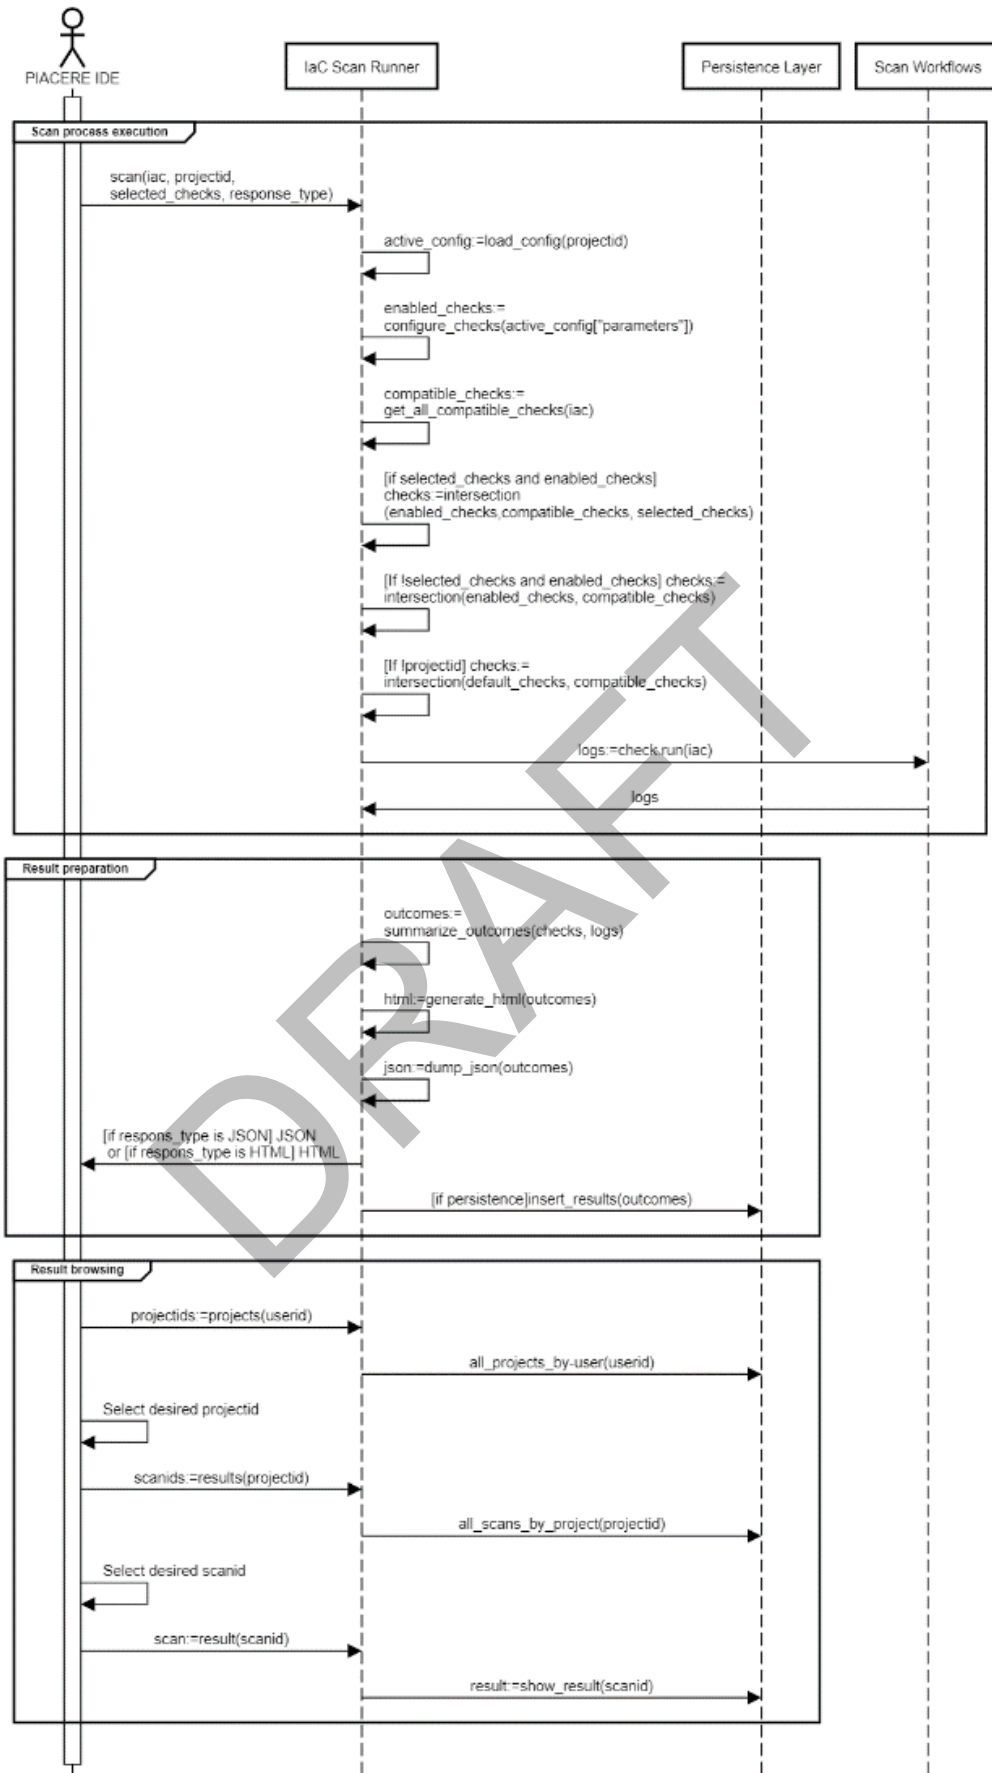 PIACERE IDE
IaC Scan Runner
Persistence Layer
Scan Workflows
Scan process execution
scan(iac, projectid,
selected_checks, response_type)
active_config:=load_config(projectid)
enabled_checks:=
configure_checks(active_config["parameters"])
compatible_checks:=
get_all_compatible_checks(iac)
[if selected_checks and enabled_checks]
checks:=intersection
(enabled_checks,compatible_checks, selected_checks)
[If !selected_checks and enabled_checks] checks:=
intersection(enabled_checks, compatible_checks)
[If !projectid] checks:=
intersection(default_checks, compatible_checks)
logs:=check.run(iac)
logs
DRAFT
Result preparation
outcomes:=
summarize_outcomes(checks, logs)
html:=generate_html(outcomes)
json:=dump_json(outcomes)
[if respons_type is JSON] JSON
or [if respons_type is HTML] HTML
[if persistence]insert_results(outcomes)
Result browsing
projectids:=projects(userid)
all_projects_by-user(userid)
Select desired projectid
scanids:=results(projectid)
all_scans_by_project(projectid)
Select desired scanid
scan:=result(scanid)
result:=show_result(scanid)